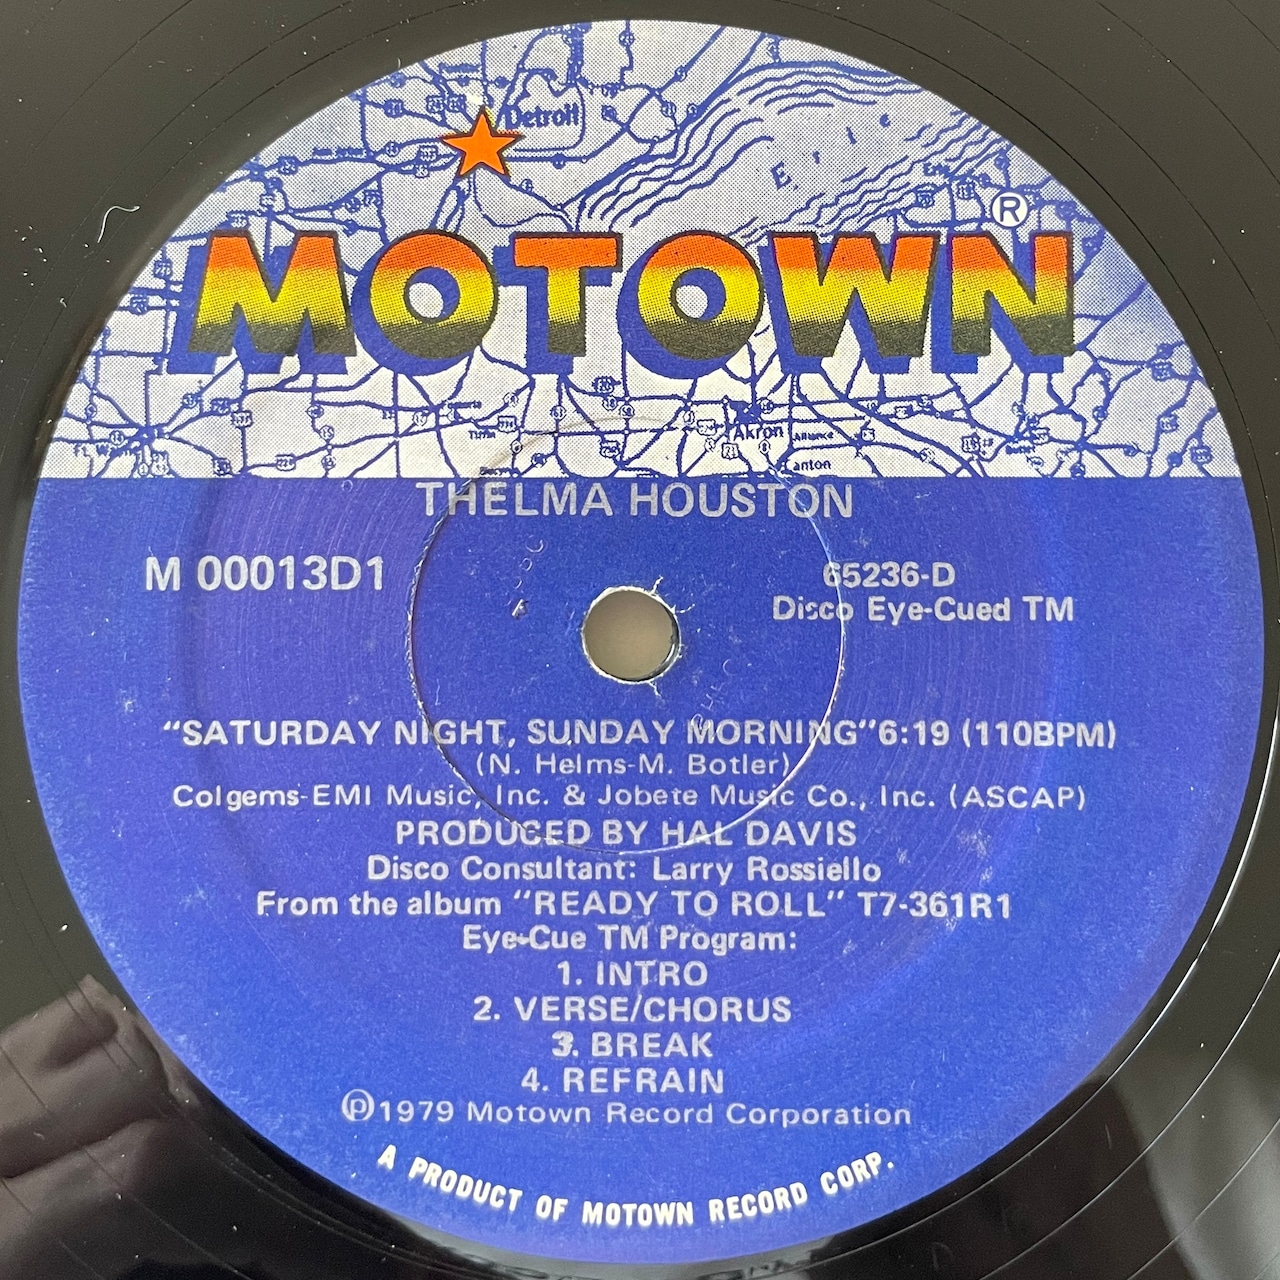 Detroit
Erie
®
MOTOWN
Akron
Alliance
anton
THELMA HOUSTON
M 00013D1
65236-D
Disco Eye-Cued TM
"SATURDAY NIGHT, SUNDAY MORNING"6:19 (110BPM)
(N. Helms-M. Botler)
Colgems-EMI Music, Inc. & Jobete Music Co., Inc. (ASCAP)
PRODUCED BY HAL DAVIS
Disco Consultant: Larry Rossiello
From the album "READY TO ROLL" T7-361R1
Eye-Cue TM Program:
1. INTRO
2. VERSE/CHORUS
3. BREAK
4. REFRAIN
℗1979 Motown Record Corporation
A PRODUCT OF MOTOWN RECORD CORP.